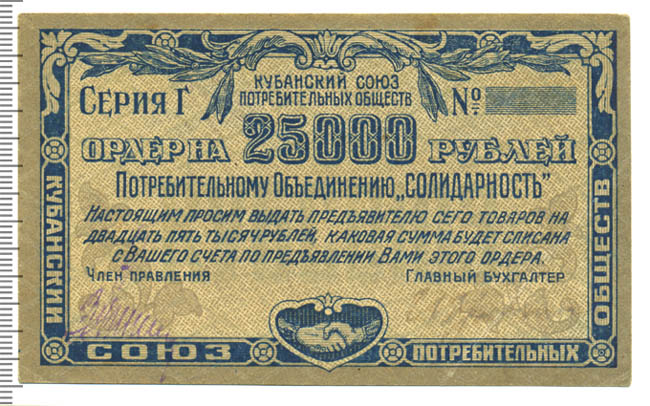 КУБАНСКИЙ СОЮЗ
ПОТРЕБИТЕЛЬНЫХ ОБЩЕСТВ
СЕРИЯ Г
№
ОРДЕР НА 25000 РУБЛЕЙ
ПОТРЕБИТЕЛЬНОМУ ОБЪЕДИНЕНИЮ „СОЛИДАРНОСТЬ"
НАСТОЯЩИМ ПРОСИМ ВЫДАТЬ ПРЕДЪЯВИТЕЛЮ СЕГО ТОВАРОВ НА
ДВАДЦАТЬ ПЯТЬ ТЫСЯЧ РУБЛЕЙ, КАКОВАЯ СУММА БУДЕТ СПИСАНА
С ВАШЕГО СЧЕТА ПО ПРЕДЪЯВЛЕНИИ ВАМИ ЭТОГО ОРДЕРА.
ЧЛЕН ПРАВЛЕНИЯ
ГЛАВНЫЙ БУХГАЛТЕР
КУБАНСКИЙ
СОЮЗ
ПОТРЕБИТЕЛЬНЫХ
ОБЩЕСТВ